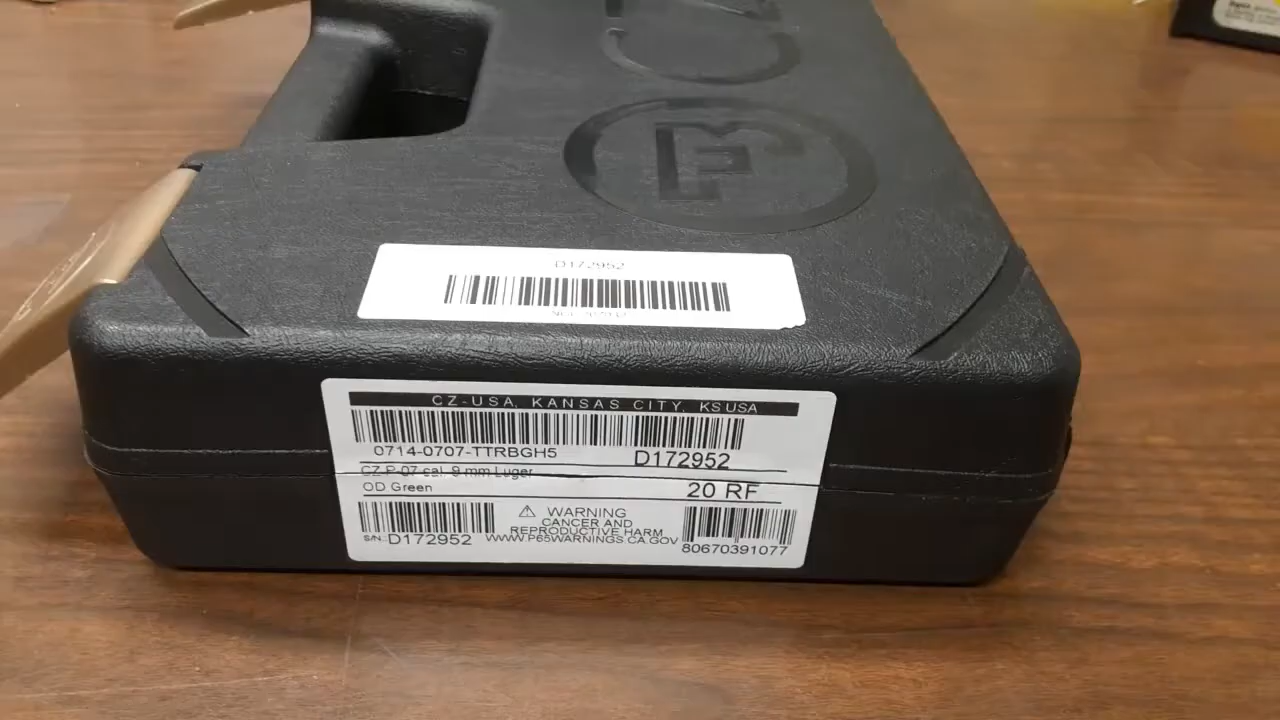 CZ
D172952
CZ-USA, KANSAS CITY, KS USA
0714-0707-TTRBGH5
D172952
CZ P-07 cal. 9 mm Luger
OD Green
20 RF
⚠ WARNING
CANCER AND
REPRODUCTIVE HARM
WWW.P65WARNINGS.CA.GOV
S/N: D172952
80670391077